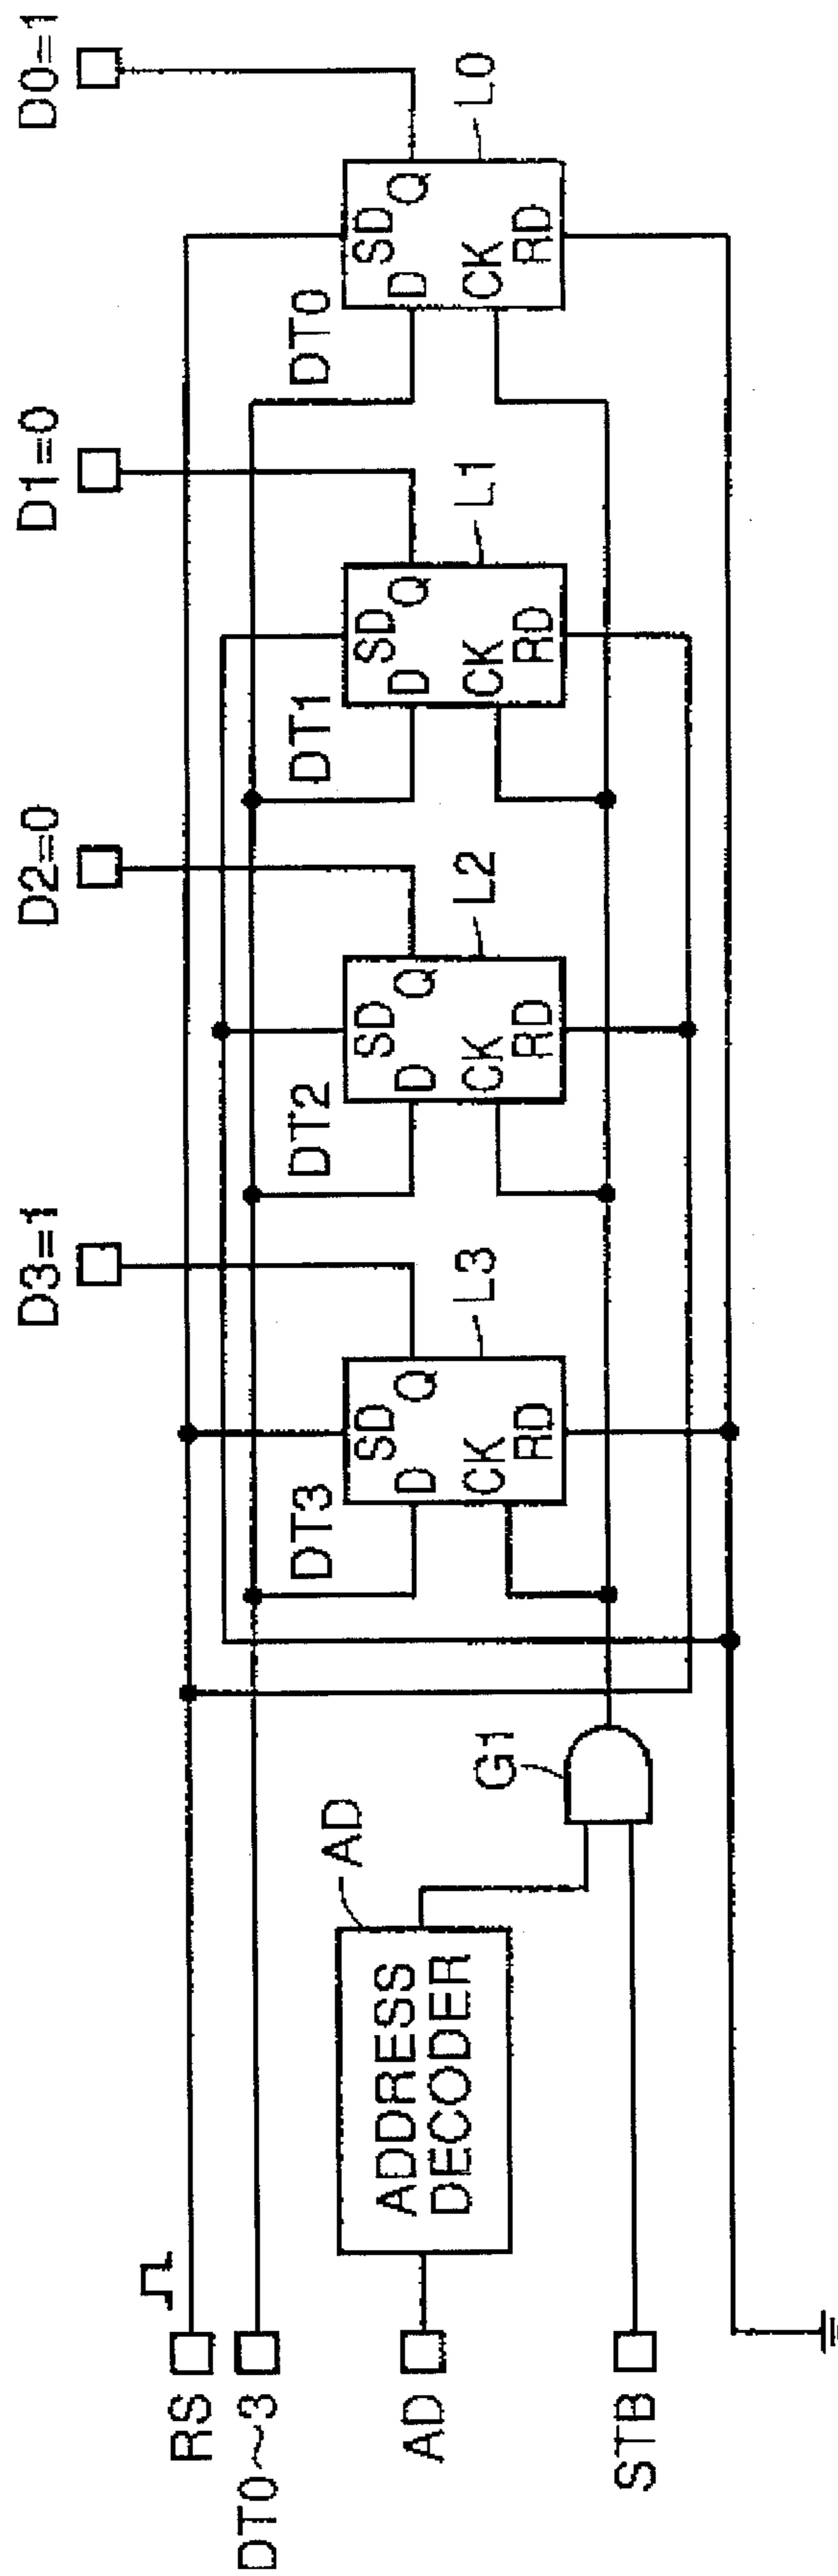 D3=1
D2=0
D1=0
D0=1
RS
DT0~3
AD
STB
AD
ADDRESS
DECODER
G1
DT3
SD
D
Q
CK
RD
L3
DT2
SD
D
Q
CK
RD
L2
DT1
SD
D
Q
CK
RD
L1
DT0
SD
D
Q
CK
RD
L0